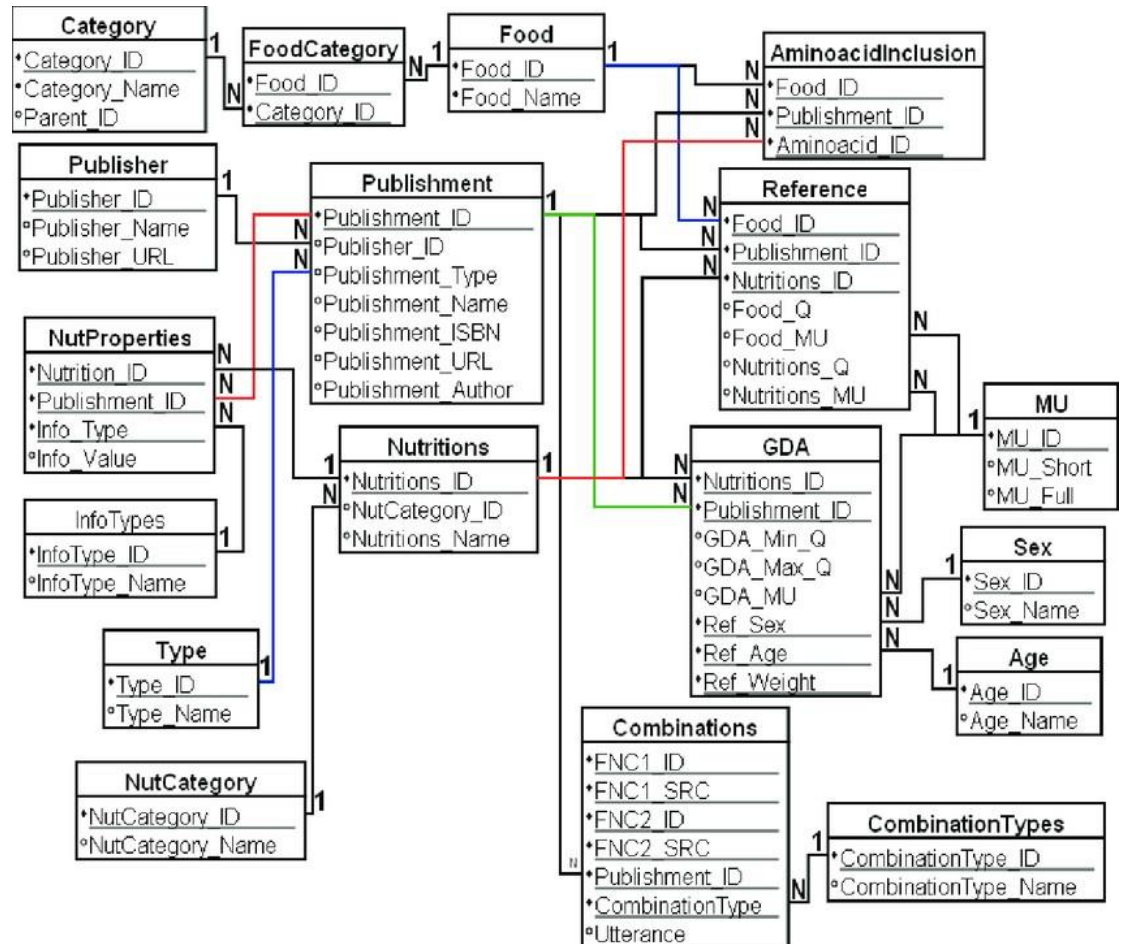 Category
Category_ID
Category_Name
Parent_ID
1
N
FoodCategory
Food_ID
Category_ID
N
1
Food
Food_ID
Food_Name
1
AminoacidInclusion
N
Food_ID
N
Publishment_ID
N
Aminoacid_ID
Publisher
Publisher_ID
Publisher_Name
Publisher_URL
1
Publishment
Publishment_ID
N
Publisher_ID
N
Publishment_Type
Publishment_Name
Publishment_ISBN
Publishment_URL
Publishment_Author
1
Reference
N
Food_ID
N
Publishment_ID
N
Nutritions_ID
Food_Q
Food_MU
Nutritions_Q
Nutritions_MU
N
N
NutProperties
Nutrition_ID
Publishment_ID
Info_Type
Info_Value
N
N
N
MU
1
MU_ID
MU_Short
MU_Full
Nutritions
1
Nutritions_ID
N
NutCategory_ID
Nutritions_Name
1
GDA
N
Nutritions_ID
N
Publishment_ID
GDA_Min_Q
GDA_Max_Q
GDA_MU
Ref_Sex
Ref_Age
Ref_Weight
N
N
N
InfoTypes
InfoType_ID
InfoType_Name
1
Sex
1
Sex_ID
Sex_Name
Type
Type_ID
Type_Name
1
Age
1
Age_ID
Age_Name
NutCategory
NutCategory_ID
NutCategory_Name
1
Combinations
FNC1_ID
FNC1_SRC
FNC2_ID
FNC2_SRC
N
Publishment_ID
CombinationType
Utterance
N
1
CombinationTypes
CombinationType_ID
CombinationType_Name